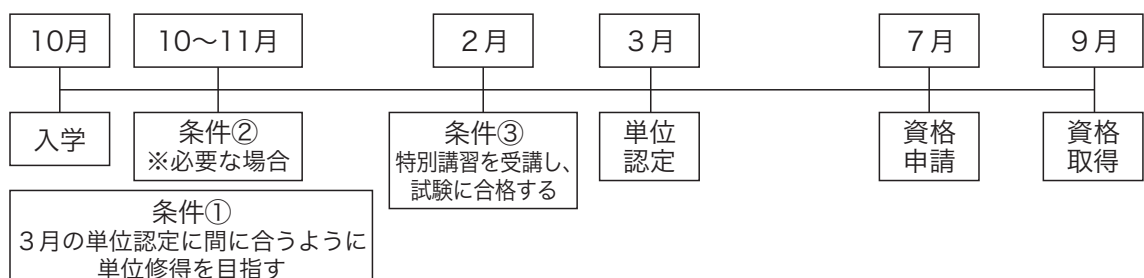 10月
10〜11月
2月
3月
7月
9月
入学
条件②
※必要な場合
条件③
特別講習を受講し、
試験に合格する
単位
認定
資格
申請
資格
取得
条件①
3月の単位認定に間に合うように
単位修得を目指す